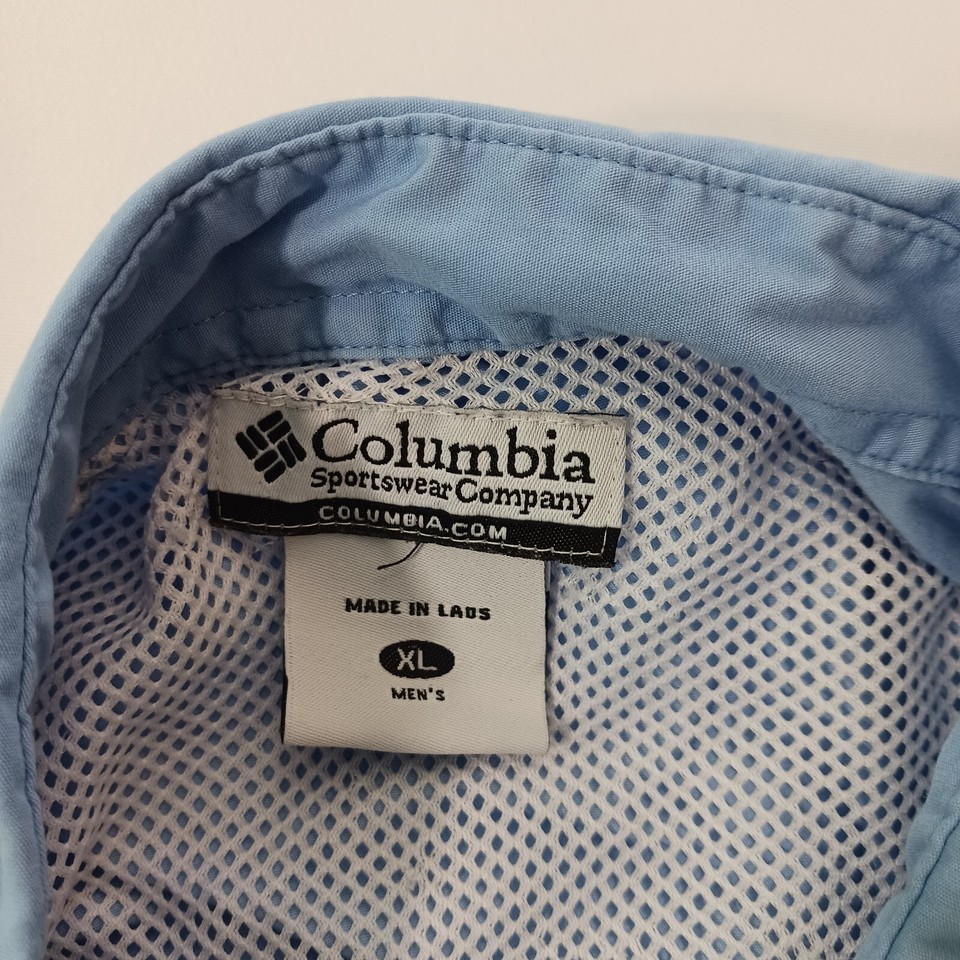 Columbia
Sportswear Company
COLUMBIA.COM
MADE IN LAOS
XL
MEN'S